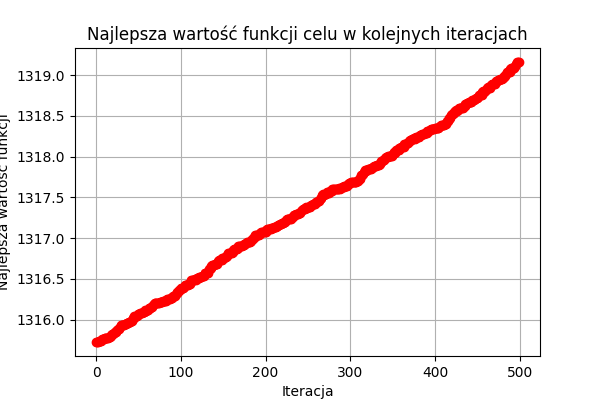 Najlepsza wartość funkcji celu w kolejnych iteracjach
Najlepsza wartość funkcji
1319.0
1318.5
1318.0
1317.5
1317.0
1316.5
1316.0
0 100 200 300 400 500
Iteracja